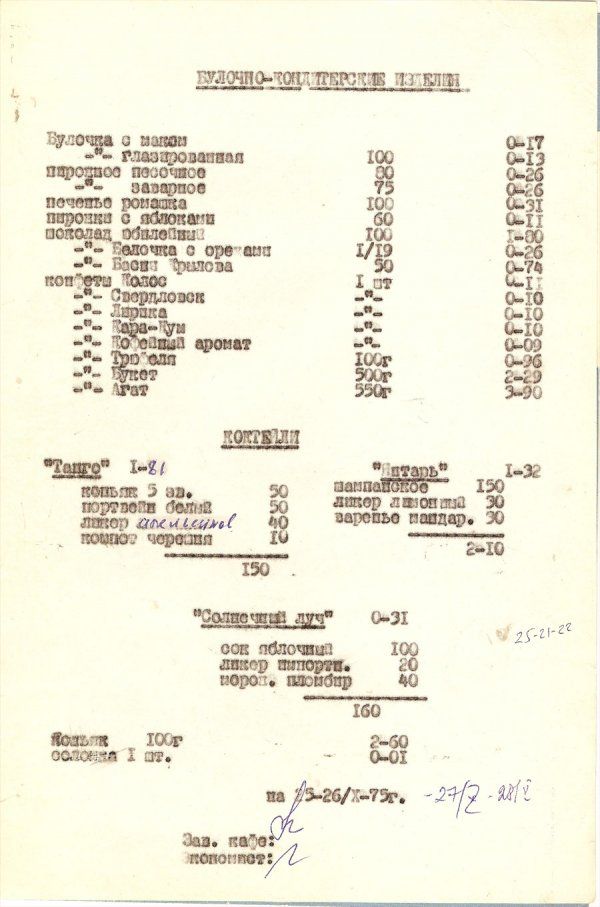 БУЛОЧНО-КОНДИТЕРСКИЕ ИЗДЕЛИЯ
Булочка с маком 0-17
-"- глазированная 100 0-13
пирожное песочное 80 0-26
-"- заварное 75 0-26
печенье ромашка 100 0-31
пирожки с яблоками 60 0-11
шоколад юбилейный 100 1-80
-"- Белочка с орехами 1/19 0-26
-"- Басни Крылова 50 0-74
конфеты Колос 1 шт 0-11
-"- Свердловск -"- 0-10
-"- Лирика -"- 0-10
-"- Кара-Кум -"- 0-10
-"- Кофейный аромат -"- 0-09
-"- Трюфеля 100г 0-96
-"- Букет 500г 2-29
-"- Агат 550г 3-90
КОКТЕЙЛИ
"Танго" 1-81
коньяк 5 зв. 50
портвейн белый 50
ликер апельсинов 40
компот черешня 10
150
"Янтарь" 1-32
шампанское 150
ликер лимонный 30
варенье мандар. 30
2-10
"Солнечный луч" 0-31
сок яблочный 100
ликер импортн. 20
морож. пломбир 40
160
25-21-22
Коньяк 100г 2-60
соломка 1 шт. 0-01
на 25-26/X-75г. -27/X -28/X
Зав. кафе:
Экономист: